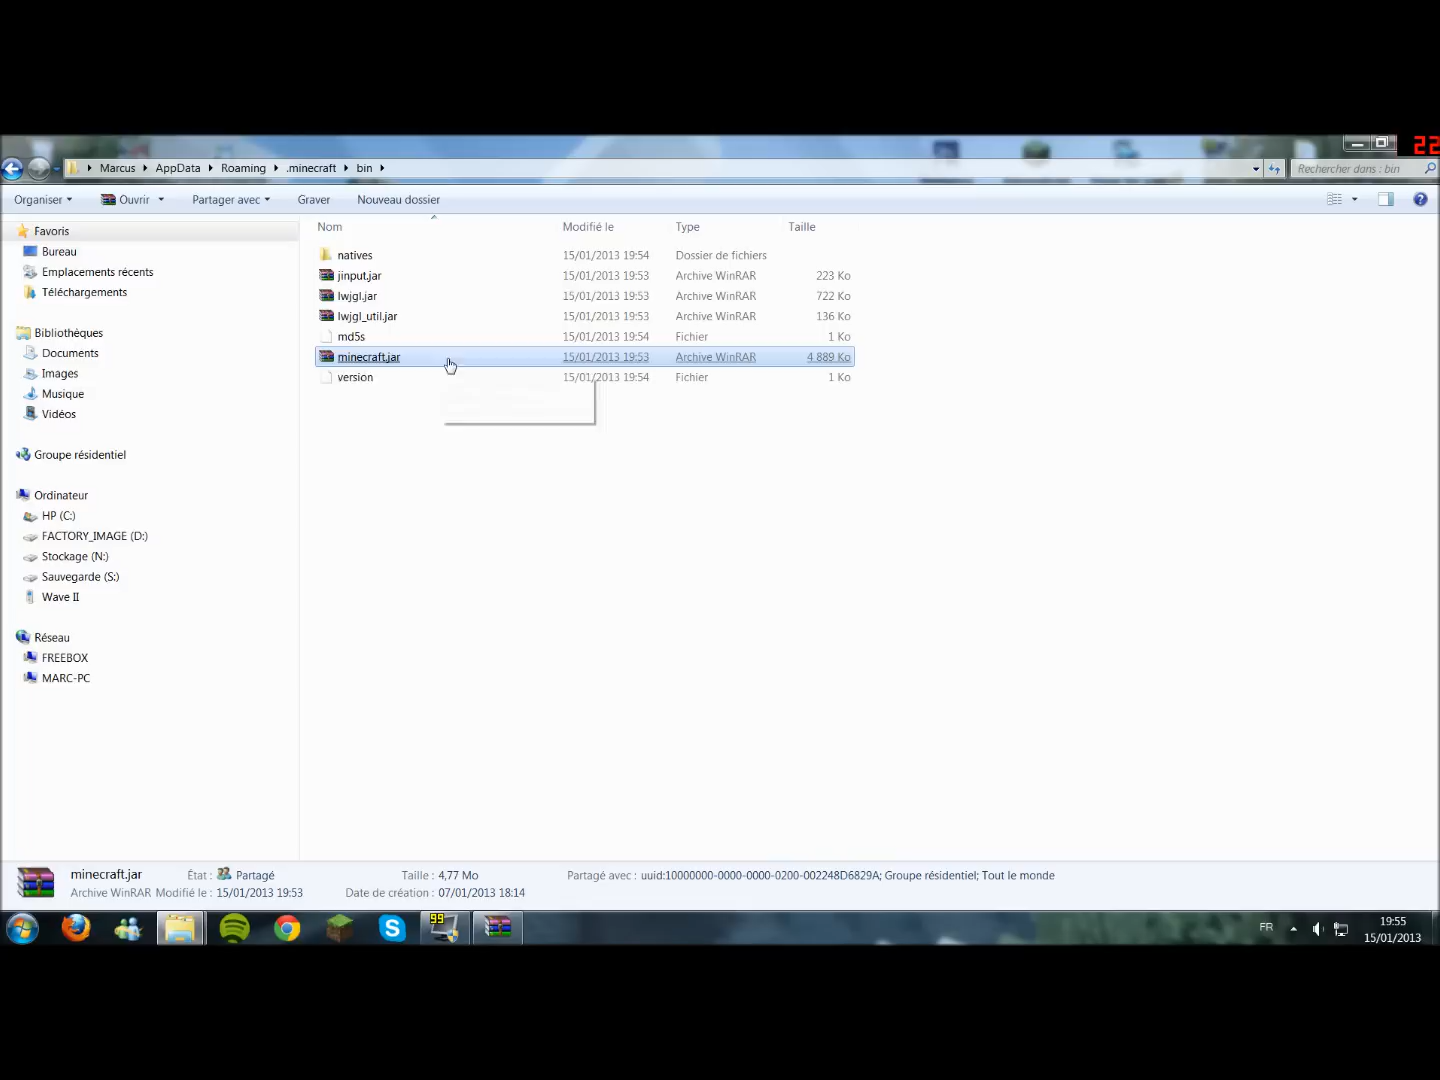 22
Marcus AppData Roaming .minecraft bin
Rechercher dans : bin
Organiser Ouvrir Partager avec Graver Nouveau dossier
Nom Modifié le Type Taille
Favoris
Bureau
Emplacements récents
Téléchargements
Bibliothèques
Documents
Images
Musique
Vidéos
Groupe résidentiel
Ordinateur
HP (C:)
FACTORY_IMAGE (D:)
Stockage (N:)
Sauvegarde (S:)
Wave II
Réseau
FREEBOX
MARC-PC
natives 15/01/2013 19:54 Dossier de fichiers
jinput.jar 15/01/2013 19:53 Archive WinRAR 223 Ko
lwjgl.jar 15/01/2013 19:53 Archive WinRAR 722 Ko
lwjgl_util.jar 15/01/2013 19:53 Archive WinRAR 136 Ko
md5s 15/01/2013 19:54 Fichier 1 Ko
minecraft.jar 15/01/2013 19:53 Archive WinRAR 4 889 Ko
version 15/01/2013 19:54 Fichier 1 Ko
minecraft.jar État : Partagé Taille : 4,77 Mo Partagé avec : uuid:10000000-0000-0000-0200-002248D6829A; Groupe résidentiel; Tout le monde
Archive WinRAR Modifié le : 15/01/2013 19:53 Date de création : 07/01/2013 18:14
99
FR
19:55
15/01/2013